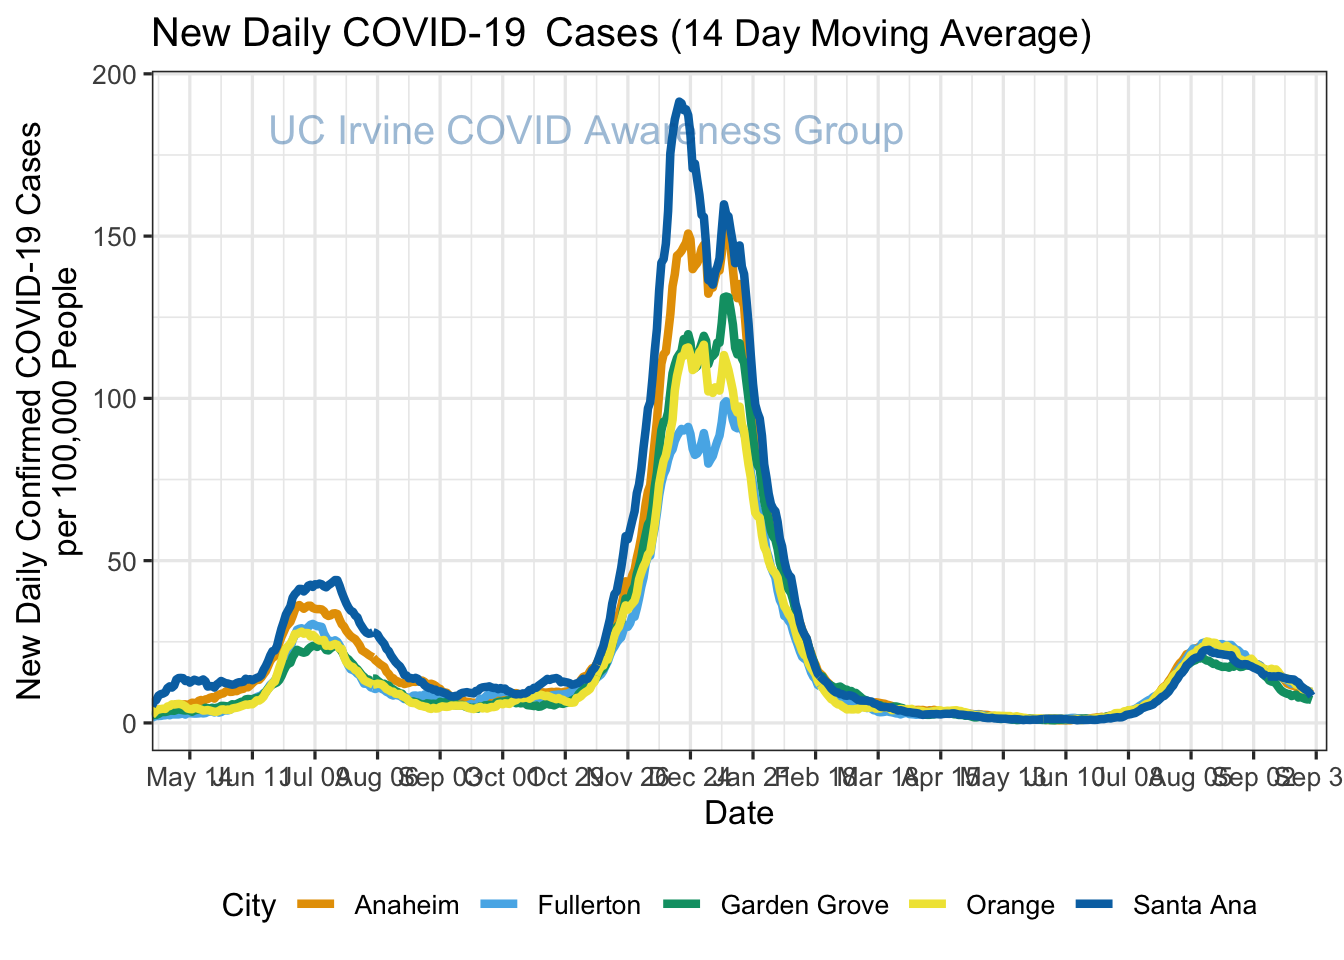 New Daily COVID-19 Cases (14 Day Moving Average)
UC Irvine COVID Awareness Group
New Daily Confirmed COVID-19 Cases
per 100,000 People
200
150
100
50
0
May 14 Jun 11 Jul 09 Aug 06 Sep 03 Oct 01 Oct 29 Nov 26 Dec 24 Jan 21 Feb 18 Mar 18 Apr 15 May 13 Jun 10 Jul 08 Aug 05 Sep 02 Sep 3
Date
City Anaheim Fullerton Garden Grove Orange Santa Ana